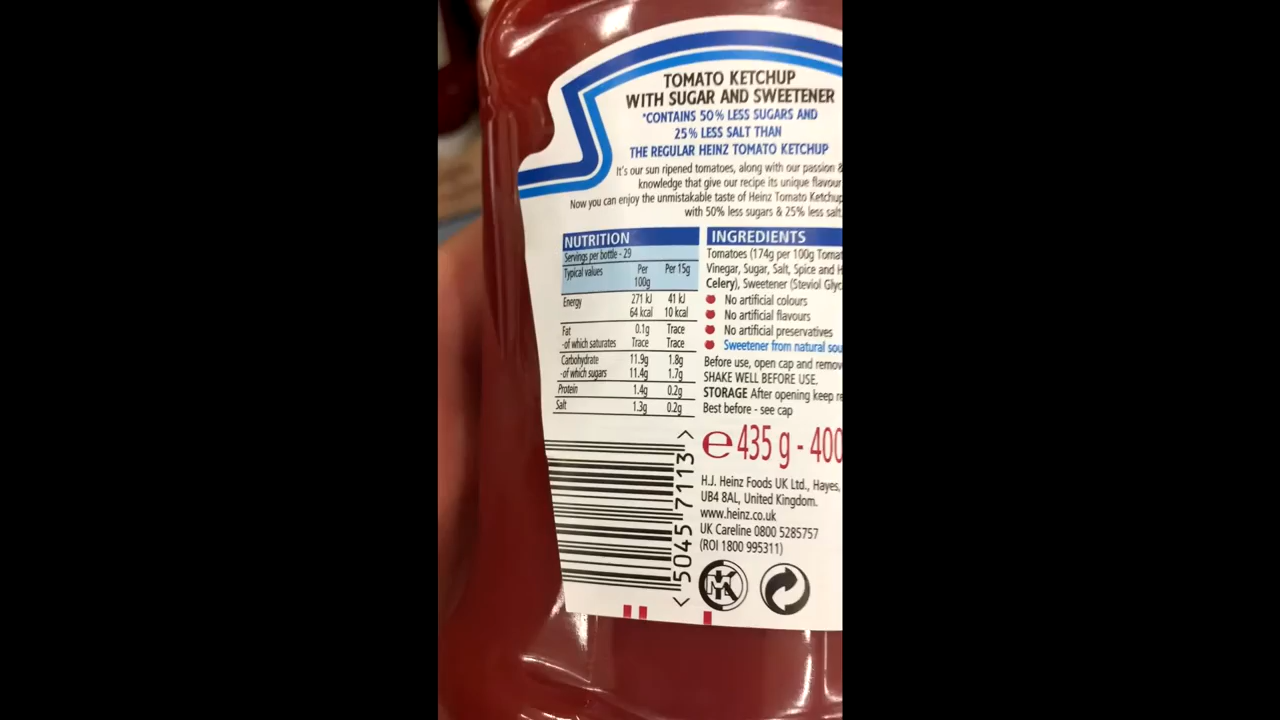 TOMATO KETCHUP
WITH SUGAR AND SWEETENER
*CONTAINS 50% LESS SUGARS AND
25% LESS SALT THAN
THE REGULAR HEINZ TOMATO KETCHUP
It's our sun ripened tomatoes, along with our passion &
knowledge that give our recipe its unique flavour
Now you can enjoy the unmistakable taste of Heinz Tomato Ketchup
with 50% less sugars & 25% less salt
NUTRITION
Servings per bottle - 29
Typical values Per 100g Per 15g
Energy 271 kJ 41 kJ
64 kcal 10 kcal
Fat 0.1g Trace
-of which saturates Trace Trace
Carbohydrate 11.9g 1.8g
-of which sugars 11.4g 1.7g
Protein 1.4g 0.2g
Salt 1.3g 0.2g
INGREDIENTS
Tomatoes (174g per 100g
Vinegar, Sugar, Salt, Spice and
Celery), Sweetener (Steviol
No artificial colours
No artificial flavours
No artificial preservatives
Sweetener from natural
Before use, open cap and
SHAKE WELL BEFORE USE.
STORAGE After opening keep
Best before - see cap
e 435 g - 400
H.J. Heinz Foods UK Ltd., Hayes,
UB4 8AL, United Kingdom.
www.heinz.co.uk
UK Careline 0800 5285757
(ROI 1800 995311)
< 5045 7113 >